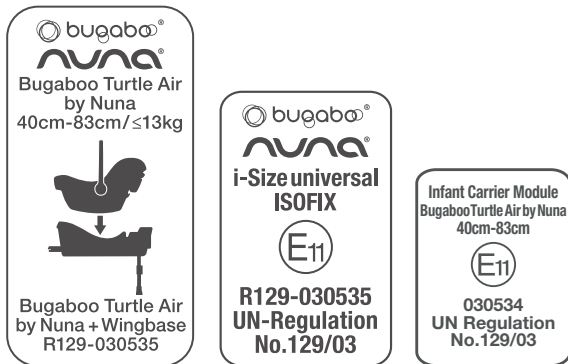 bugaboo®
nuna®
Bugaboo Turtle Air
by Nuna
40cm-83cm/≤13kg
Bugaboo Turtle Air
by Nuna + Wingbase
R129-030535
bugaboo®
nuna®
i-Size universal
ISOFIX
E11
R129-030535
UN-Regulation
No.129/03
Infant Carrier Module
Bugaboo Turtle Air by Nuna
40cm-83cm
E11
030534
UN Regulation
No.129/03